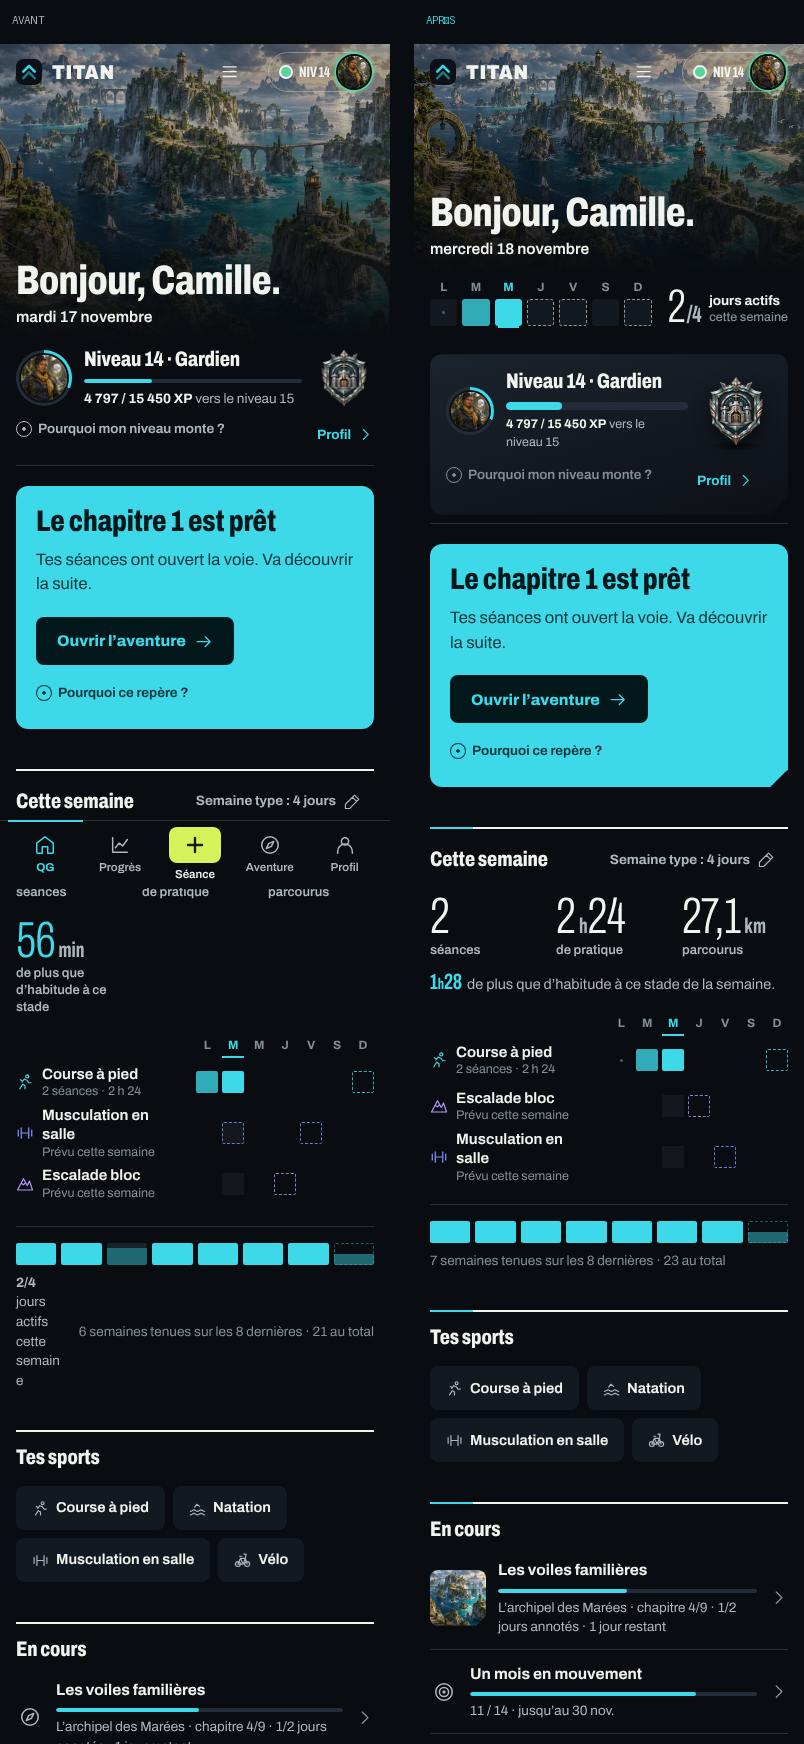 AVANT
TITAN
NIV 14
Bonjour, Camille.
mardi 17 novembre
Niveau 14 · Gardien
4 797 / 15 450 XP vers le niveau 15
Pourquoi mon niveau monte ?
Profil
Le chapitre 1 est prêt
Tes séances ont ouvert la voie. Va découvrir
la suite.
Ouvrir l’aventure
Pourquoi ce repère ?
Cette semaine
Semaine type : 4 jours
QG
Progrès
Séance
Aventure
Profil
séances
de pratique
parcourus
56 min
de plus que
d’habitude à ce
stade
L M M J V S D
Course à pied
2 séances · 2 h 24
Musculation en
salle
Prévu cette semaine
Escalade bloc
Prévu cette semaine
2/4
jours
actifs
cette
semain
e
6 semaines tenues sur les 8 dernières · 21 au total
Tes sports
Course à pied
Natation
Musculation en salle
Vélo
En cours
Les voiles familières
L’archipel des Marées · chapitre 4/9 · 1/2 jours
APR□S
TITAN
NIV 14
Bonjour, Camille.
mercredi 18 novembre
L M M J V S D
2/4
jours actifs
cette semaine
Niveau 14 · Gardien
4 797 / 15 450 XP vers le
niveau 15
Pourquoi mon niveau monte ?
Profil
Le chapitre 1 est prêt
Tes séances ont ouvert la voie. Va découvrir
la suite.
Ouvrir l’aventure
Pourquoi ce repère ?
Cette semaine
Semaine type : 4 jours
2
séances
2h24
de pratique
27,1 km
parcourus
1h28 de plus que d’habitude à ce stade de la semaine.
L M M J V S D
Course à pied
2 séances · 2 h 24
Escalade bloc
Prévu cette semaine
Musculation en
salle
Prévu cette semaine
7 semaines tenues sur les 8 dernières · 23 au total
Tes sports
Course à pied
Natation
Musculation en salle
Vélo
En cours
Les voiles familières
L’archipel des Marées · chapitre 4/9 · 1/2
jours annotés · 1 jour restant
Un mois en mouvement
11 / 14 · jusqu’au 30 nov.